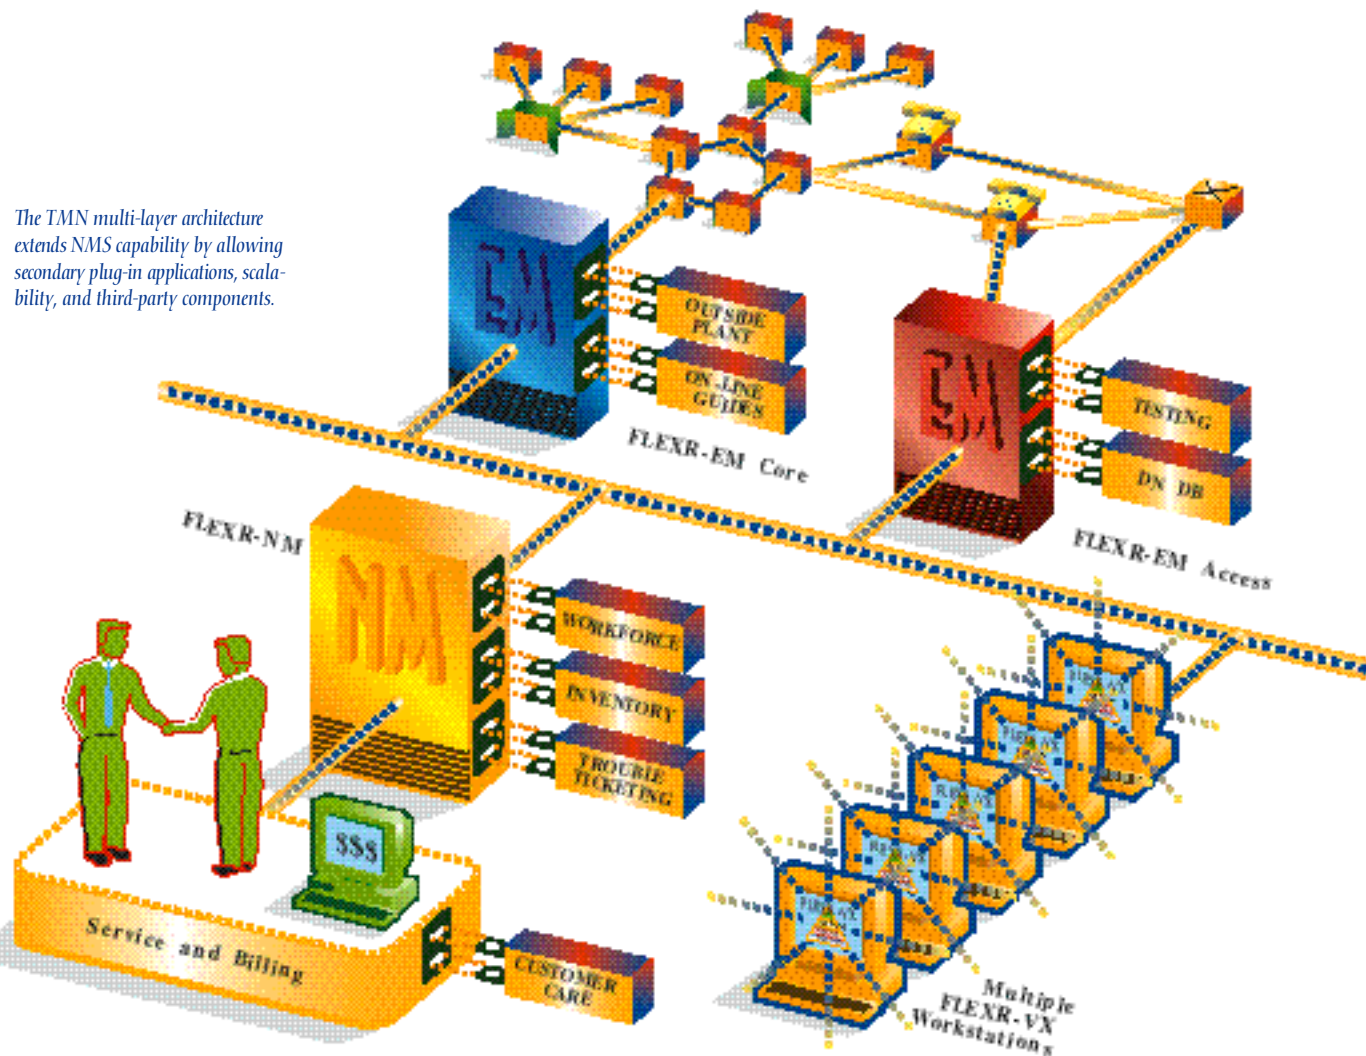 The TMN multi-layer architecture
extends NMS capability by allowing
secondary plug-in applications, scala-
bility, and third-party components.
EM
OUTSIDE
PLANT
ON-LINE
GUIDES
FLEXR-EM Core
EM
TESTING
DN DB
FLEXR-EM Access
FLEXR-NM
NM
WORKFORCE
INVENTORY
TROUBLE
TICKETING
$$$
Service and Billing
CUSTOMER
CARE
Multiple
FLEXR-VX
Workstations